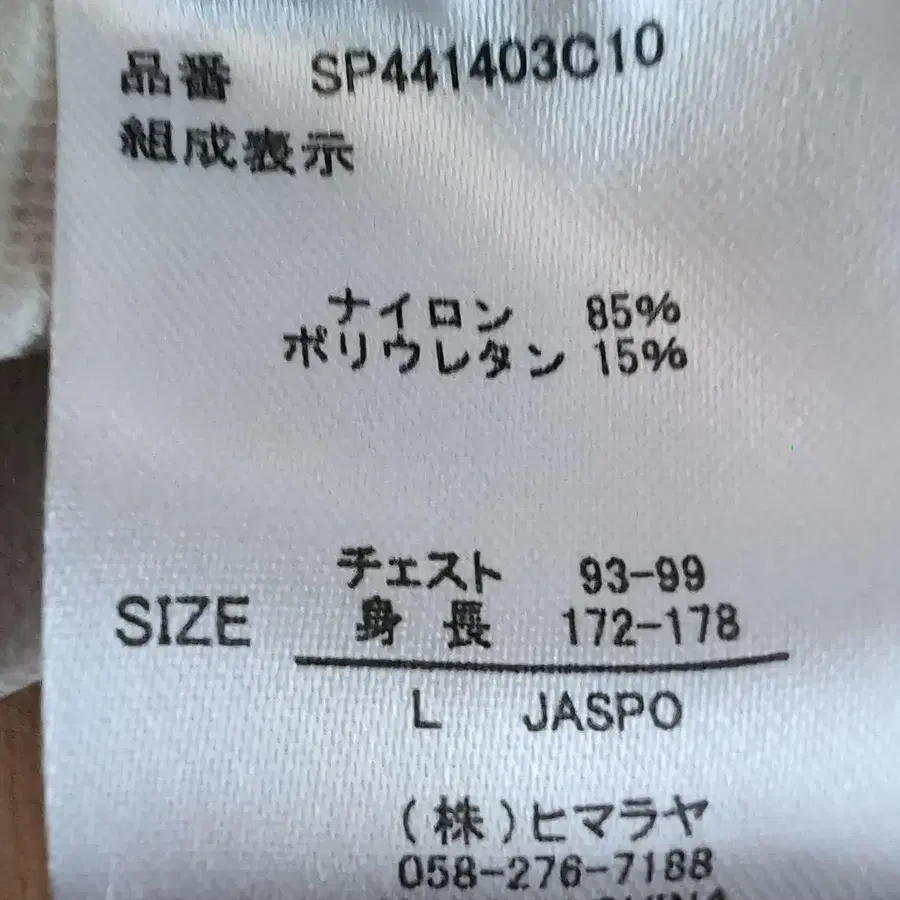 品番 SP441403C10
組成表示
ナイロン 85%
ポリウレタン 15%
チェスト 93-99
SIZE 身長 172-178
L JASPO
(株)ヒマラヤ
058-276-7188